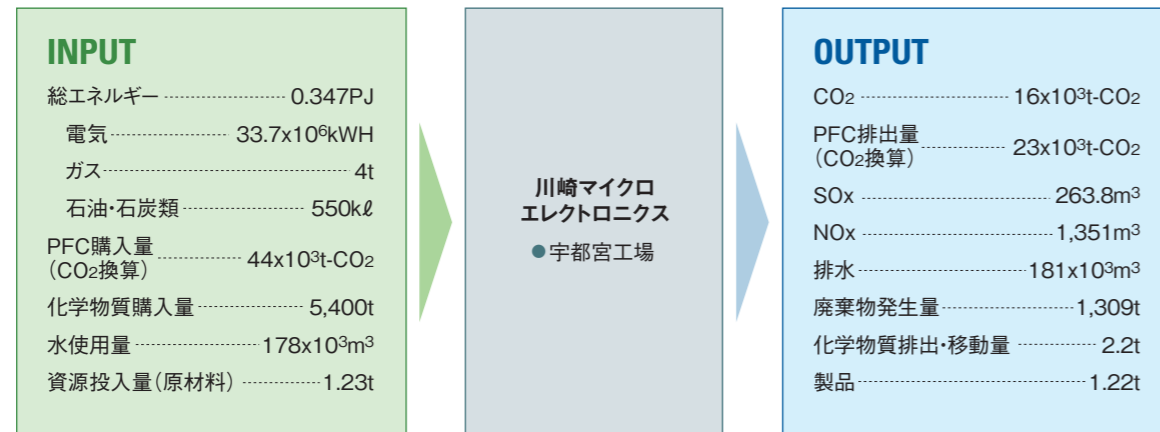 INPUT
総エネルギー 0.347PJ
電気 33.7x10⁶kWH
ガス 4t
石油・石炭類 550kℓ
PFC購入量
（CO₂換算） 44x10³t-CO₂
化学物質購入量 5,400t
水使用量 178x10³m³
資源投入量（原材料） 1.23t
川崎マイクロ
エレクトロニクス
●宇都宮工場
OUTPUT
CO₂ 16x10³t-CO₂
PFC排出量
（CO₂換算） 23x10³t-CO₂
SOx 263.8m³
NOx 1,351m³
排水 181x10³m³
廃棄物発生量 1,309t
化学物質排出・移動量 2.2t
製品 1.22t